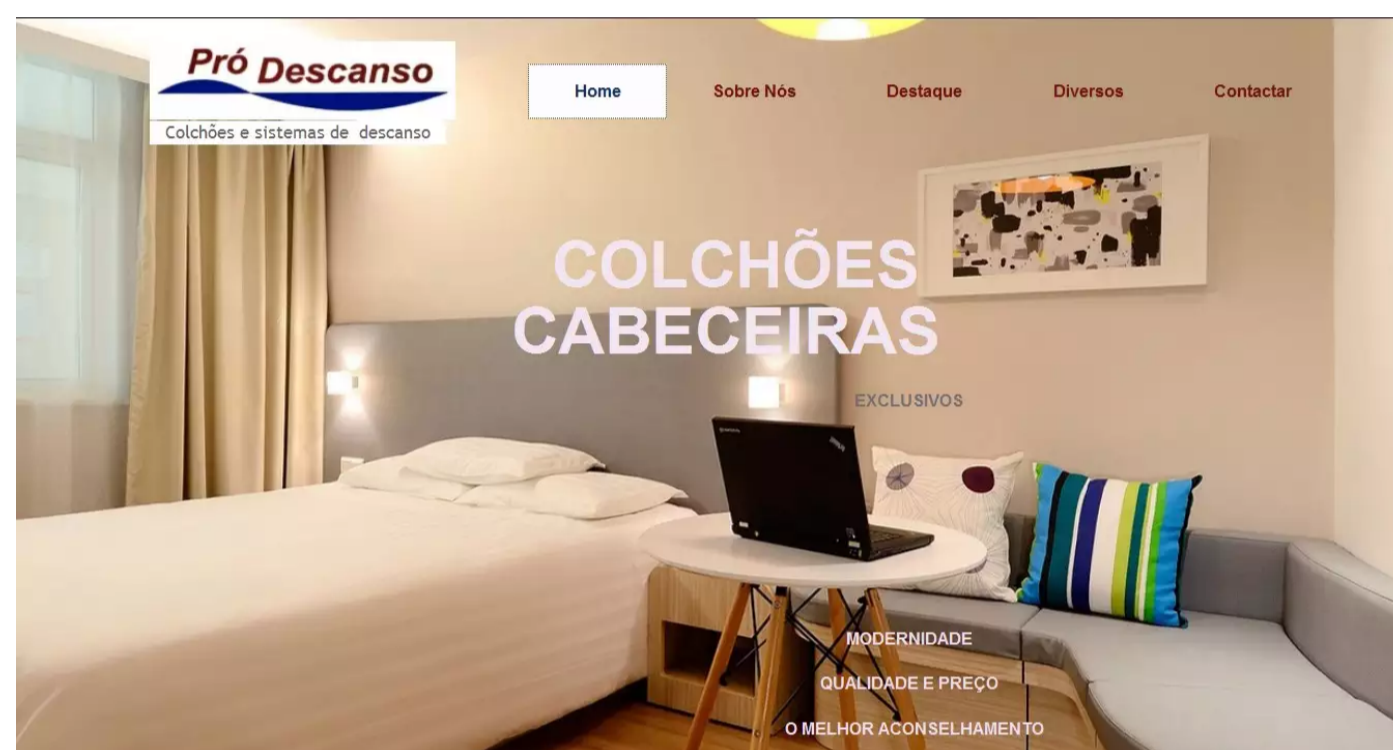 Pró Descanso
Colchões e sistemas de descanso
Home
Sobre Nós
Destaque
Diversos
Contactar
COLCHÕES
CABECEIRAS
EXCLUSIVOS
MODERNIDADE
QUALIDADE E PREÇO
O MELHOR ACONSELHAMENTO